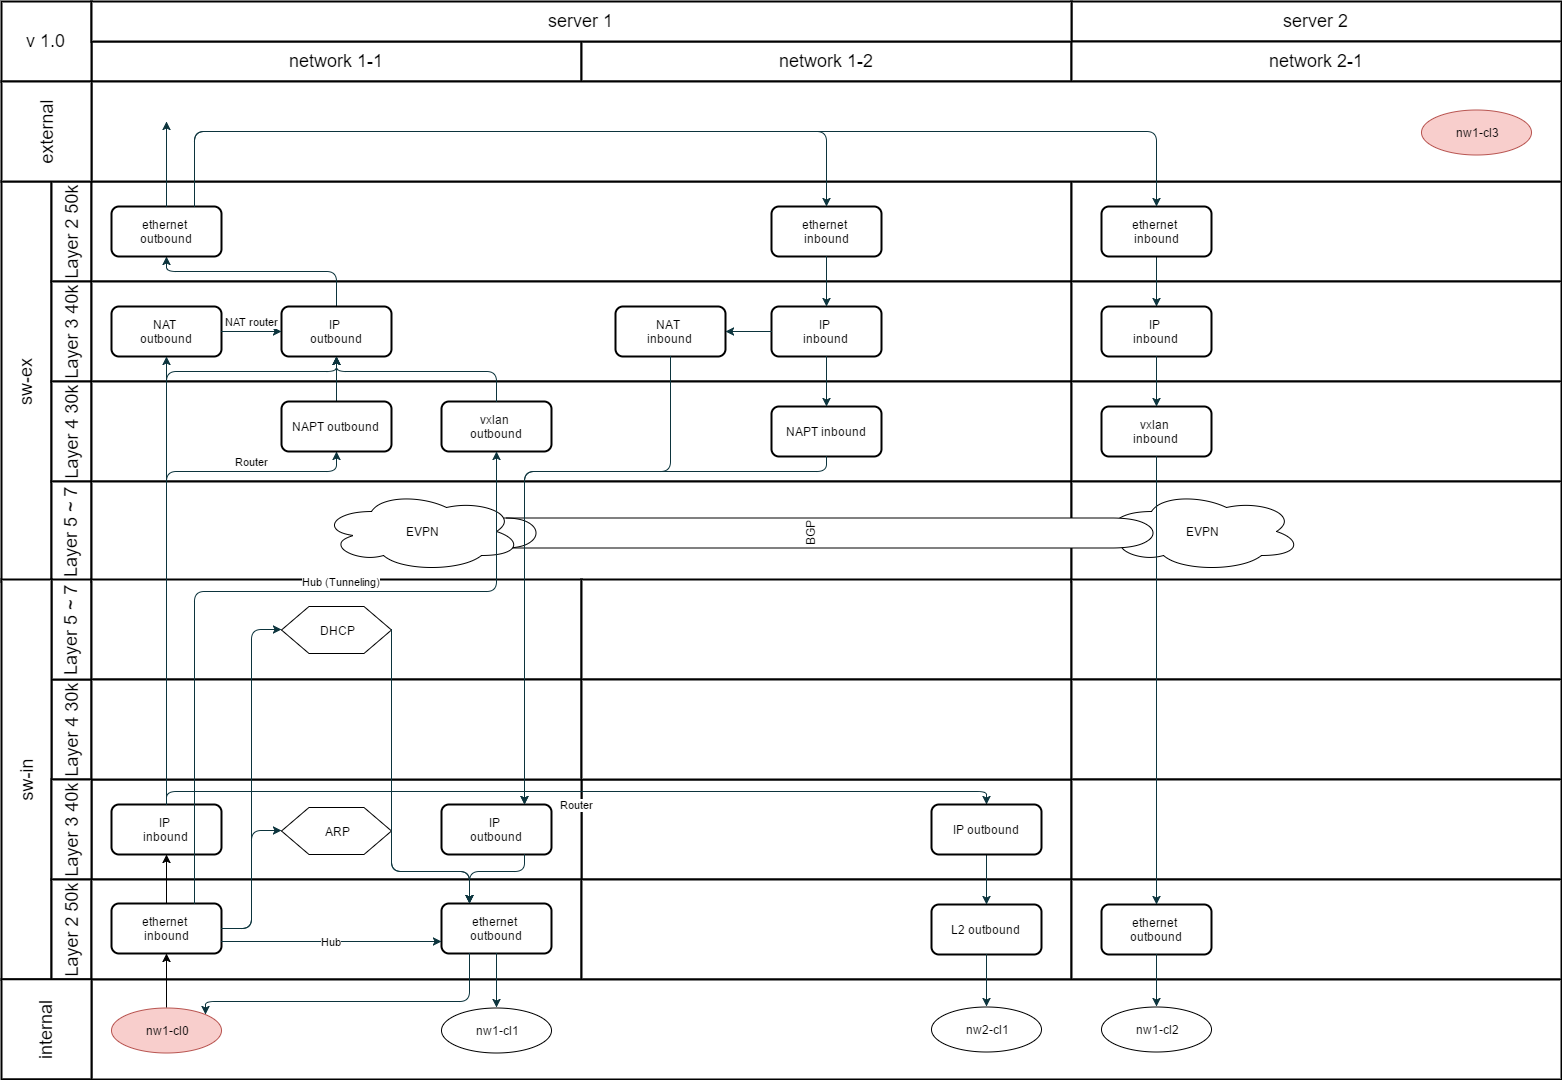 v 1.0
server 1
server 2
network 1-1
network 1-2
network 2-1
external
nw1-cl3
sw-ex
Layer 2 50k
ethernet
outbound
ethernet
inbound
ethernet
inbound
Layer 3 40k
NAT
outbound
NAT router
IP
outbound
NAT
inbound
IP
inbound
IP
inbound
Layer 4 30k
NAPT outbound
vxlan
outbound
NAPT inbound
vxlan
inbound
Router
Layer 5 ~ 7
EVPN
BGP
EVPN
sw-in
Layer 5 ~ 7
Hub (Tunneling)
DHCP
Layer 4 30k
Layer 3 40k
Router
IP
inbound
ARP
IP
outbound
IP outbound
Layer 2 50k
ethernet
inbound
Hub
ethernet
outbound
L2 outbound
ethernet
outbound
internal
nw1-cl0
nw1-cl1
nw2-cl1
nw1-cl2